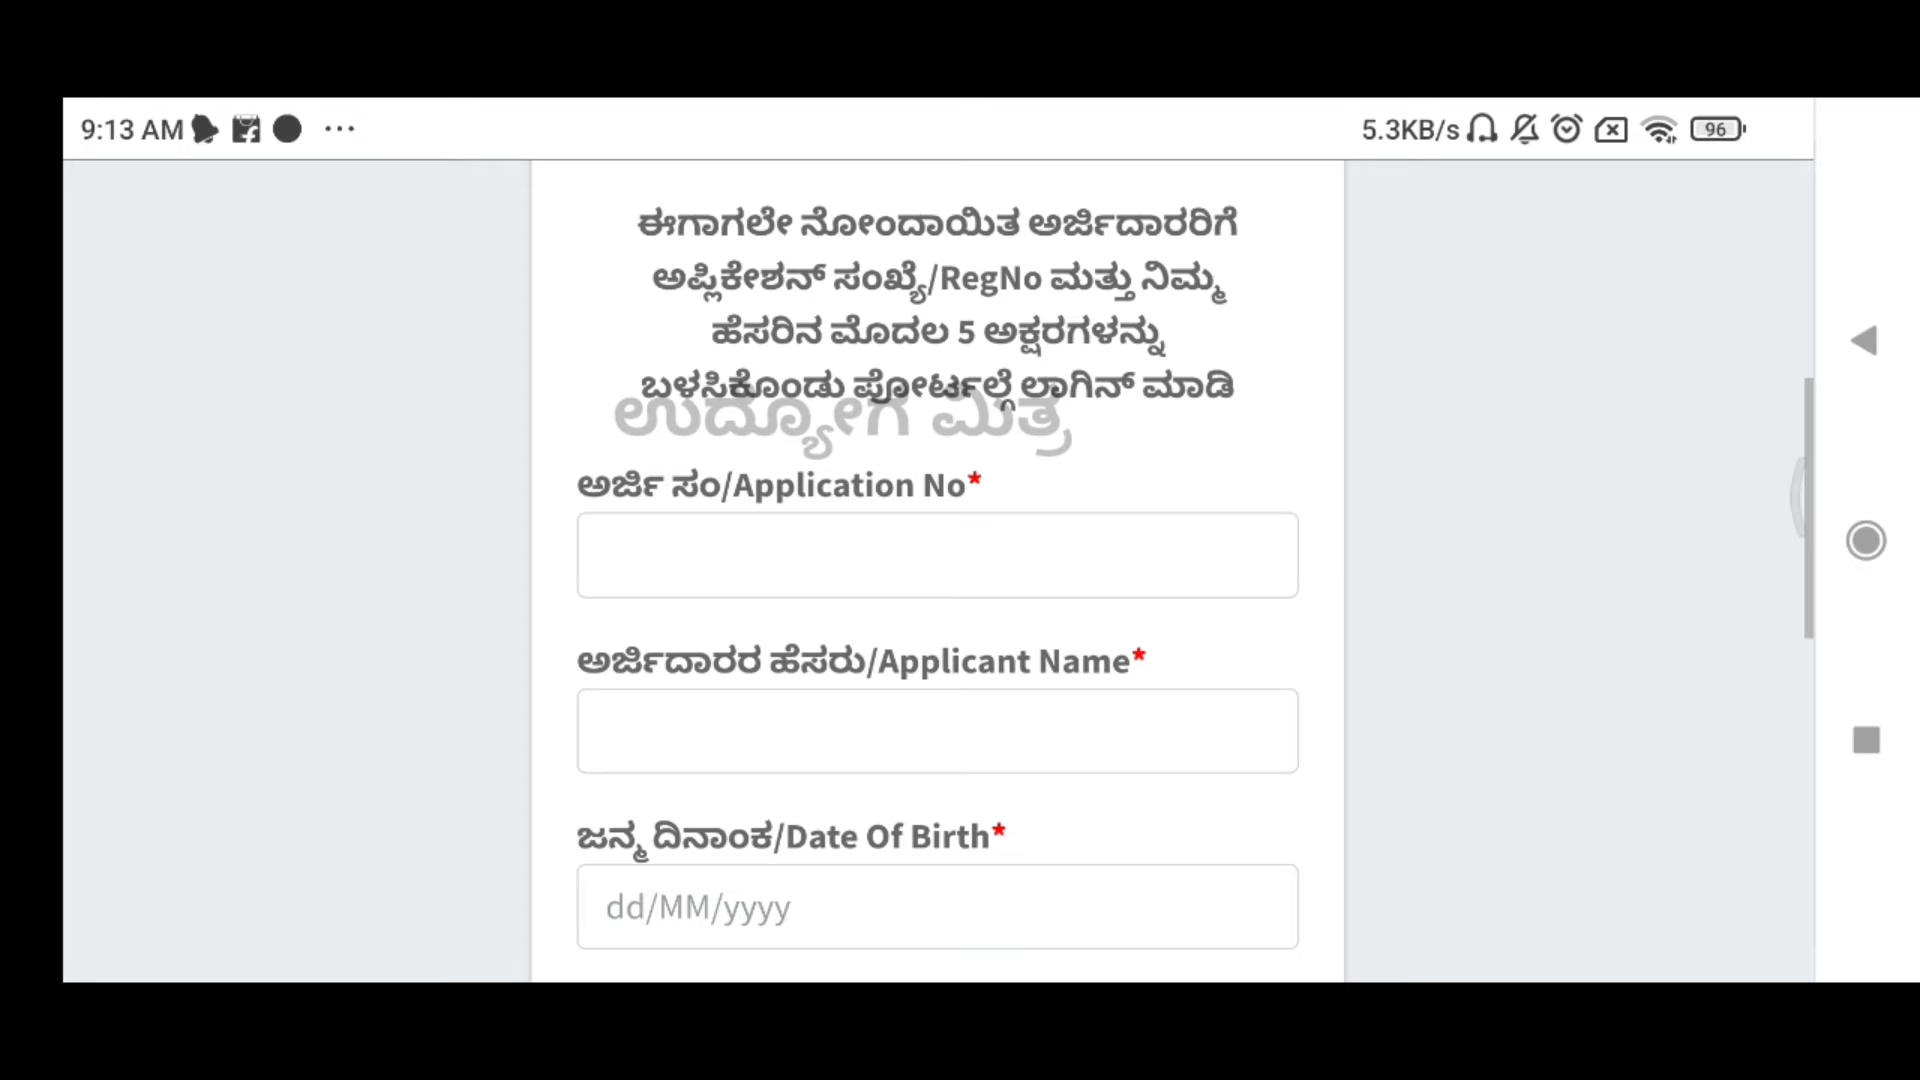 9:13 AM ... 5.3KB/s 96
ಈಗಾಗಲೇ ನೋಂದಾಯಿತ ಅರ್ಜಿದಾರರಿಗೆ
ಅಪ್ಲಿಕೇಶನ್ ಸಂಖ್ಯೆ/RegNo ಮತ್ತು ನಿಮ್ಮ
ಹೆಸರಿನ ಮೊದಲ 5 ಅಕ್ಷರಗಳನ್ನು
ಬಳಸಿಕೊಂಡು ಪೋರ್ಟಲ್ಗೆ ಲಾಗಿನ್ ಮಾಡಿ
ಉದ್ಯೋಗ ಮಿತ್ರ
ಅರ್ಜಿ ಸಂ/Application No*
ಅರ್ಜಿದಾರರ ಹೆಸರು/Applicant Name*
ಜನ್ಮ ದಿನಾಂಕ/Date Of Birth*
dd/MM/yyyy